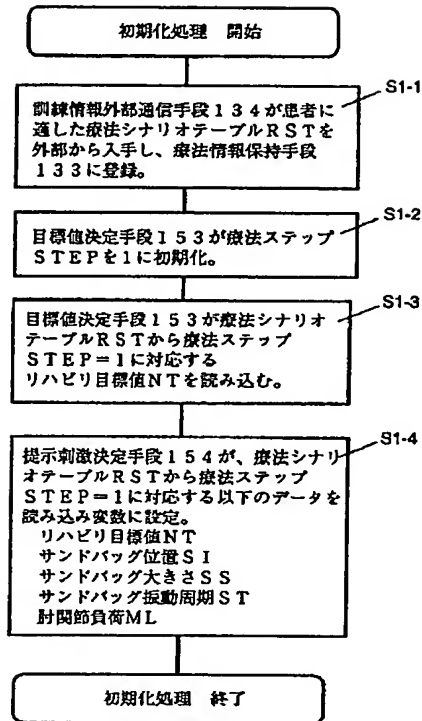 初期化処理 開始
S1-1
訓練情報外部通信手段134が患者に
適した療法シナリオテーブルRSTを
外部から入手し、療法情報保持手段
133に登録。
S1-2
目標値決定手段153が療法ステップ
STEPを1に初期化。
S1-3
目標値決定手段153が療法シナリオ
テーブルRSTから療法ステップ
STEP=1に対応する
リハビリ目標値NTを読み込む。
S1-4
提示刺激決定手段154が、療法シナリ
オテーブルRSTから療法ステップ
STEP=1に対応する以下のデータを
読み込み変数に設定。
リハビリ目標値NT
サンドバッグ位置SI
サンドバッグ大きさSS
サンドバッグ振動周期ST
肘関節負荷ML
初期化処理 終了